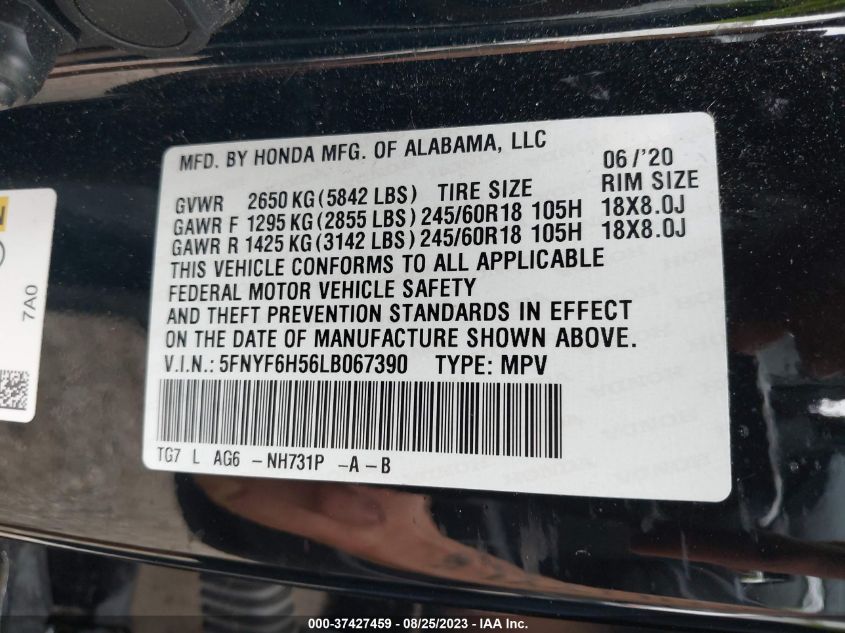 MFD. BY HONDA MFG. OF ALABAMA, LLC 06/'20
GVWR 2650 KG (5842 LBS) TIRE SIZE RIM SIZE
GAWR F 1295 KG (2855 LBS) 245/60R18 105H 18X8.0J
GAWR R 1425 KG (3142 LBS) 245/60R18 105H 18X8.0J
THIS VEHICLE CONFORMS TO ALL APPLICABLE
FEDERAL MOTOR VEHICLE SAFETY
AND THEFT PREVENTION STANDARDS IN EFFECT
ON THE DATE OF MANUFACTURE SHOWN ABOVE.
V.I.N.: 5FNYF6H56LB067390 TYPE: MPV
TG7 L AG6 -NH731P -A-B
7A0
000-37427459 - 08/25/2023 - IAA Inc.